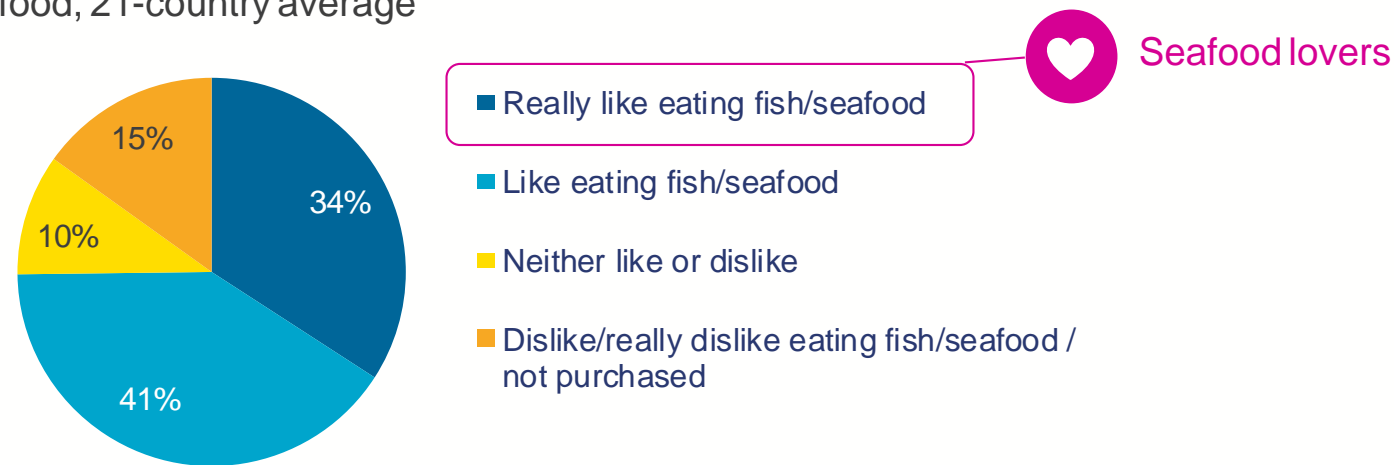 food, 21-country average
Seafood lovers
Really like eating fish/seafood
15%
Like eating fish/seafood
34%
10%
Neither like or dislike
Dislike/really dislike eating fish/seafood /
not purchased
41%